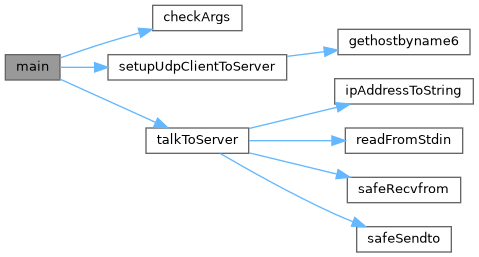 main
checkArgs
setupUdpClientToServer
gethostbyname6
talkToServer
ipAddressToString
readFromStdin
safeRecvfrom
safeSendto